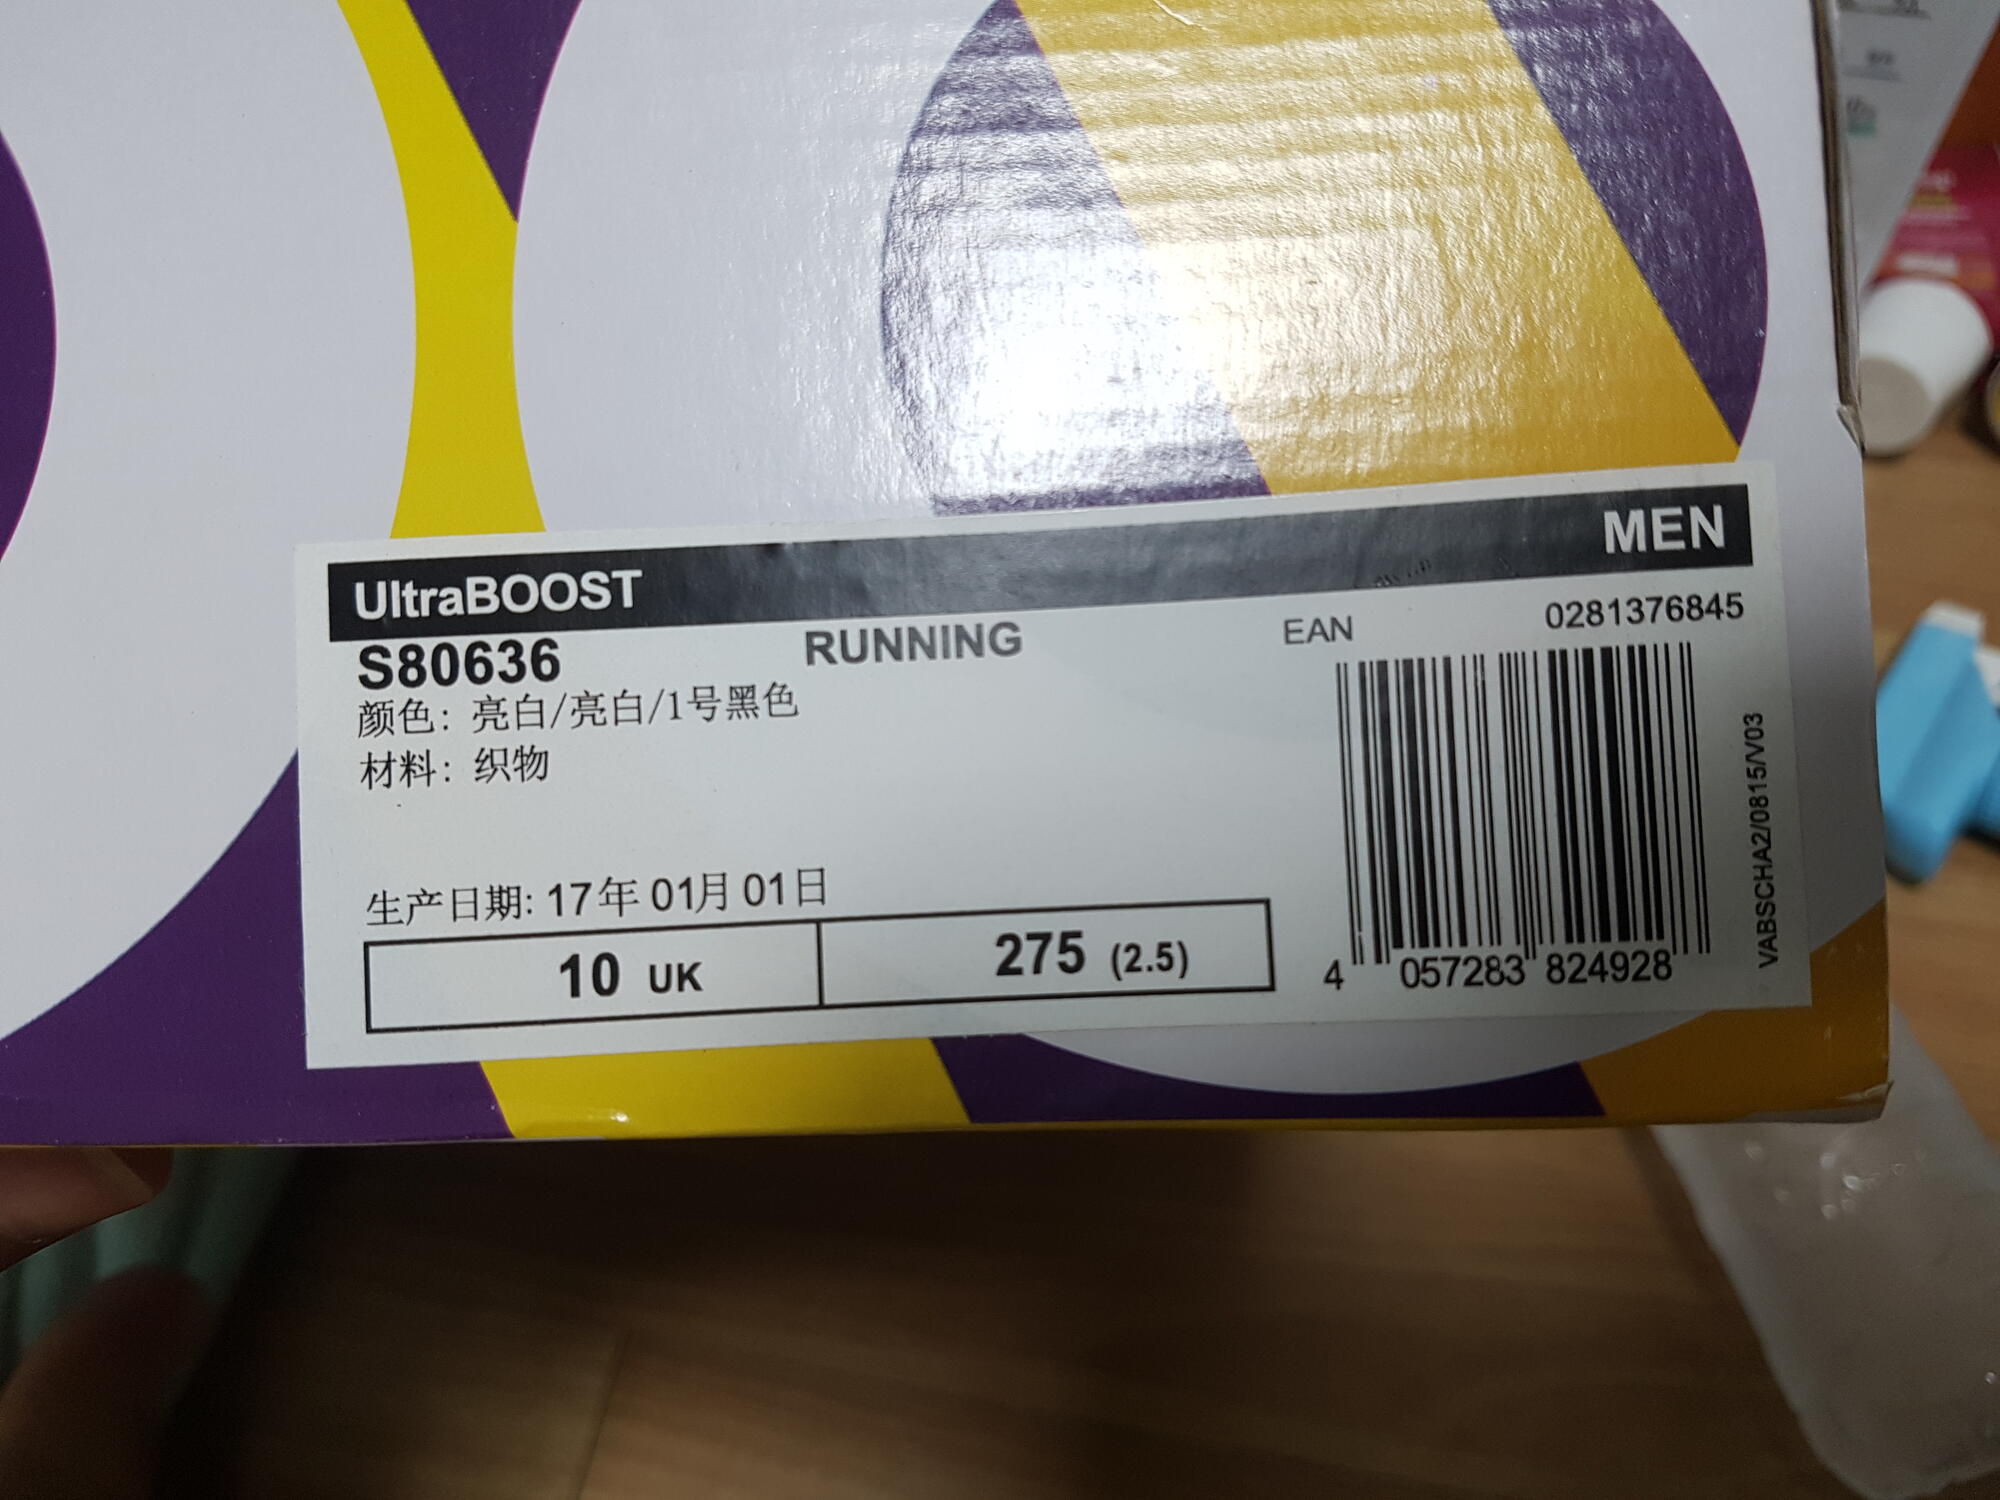 UltraBOOST
MEN
S80636
RUNNING
EAN
0281376845
颜色: 亮白/亮白/1号黑色
材料: 织物
生产日期: 17年 01月 01日
10 UK
275 (2.5)
4 057283 824928
VABSCHA2/0815/V03